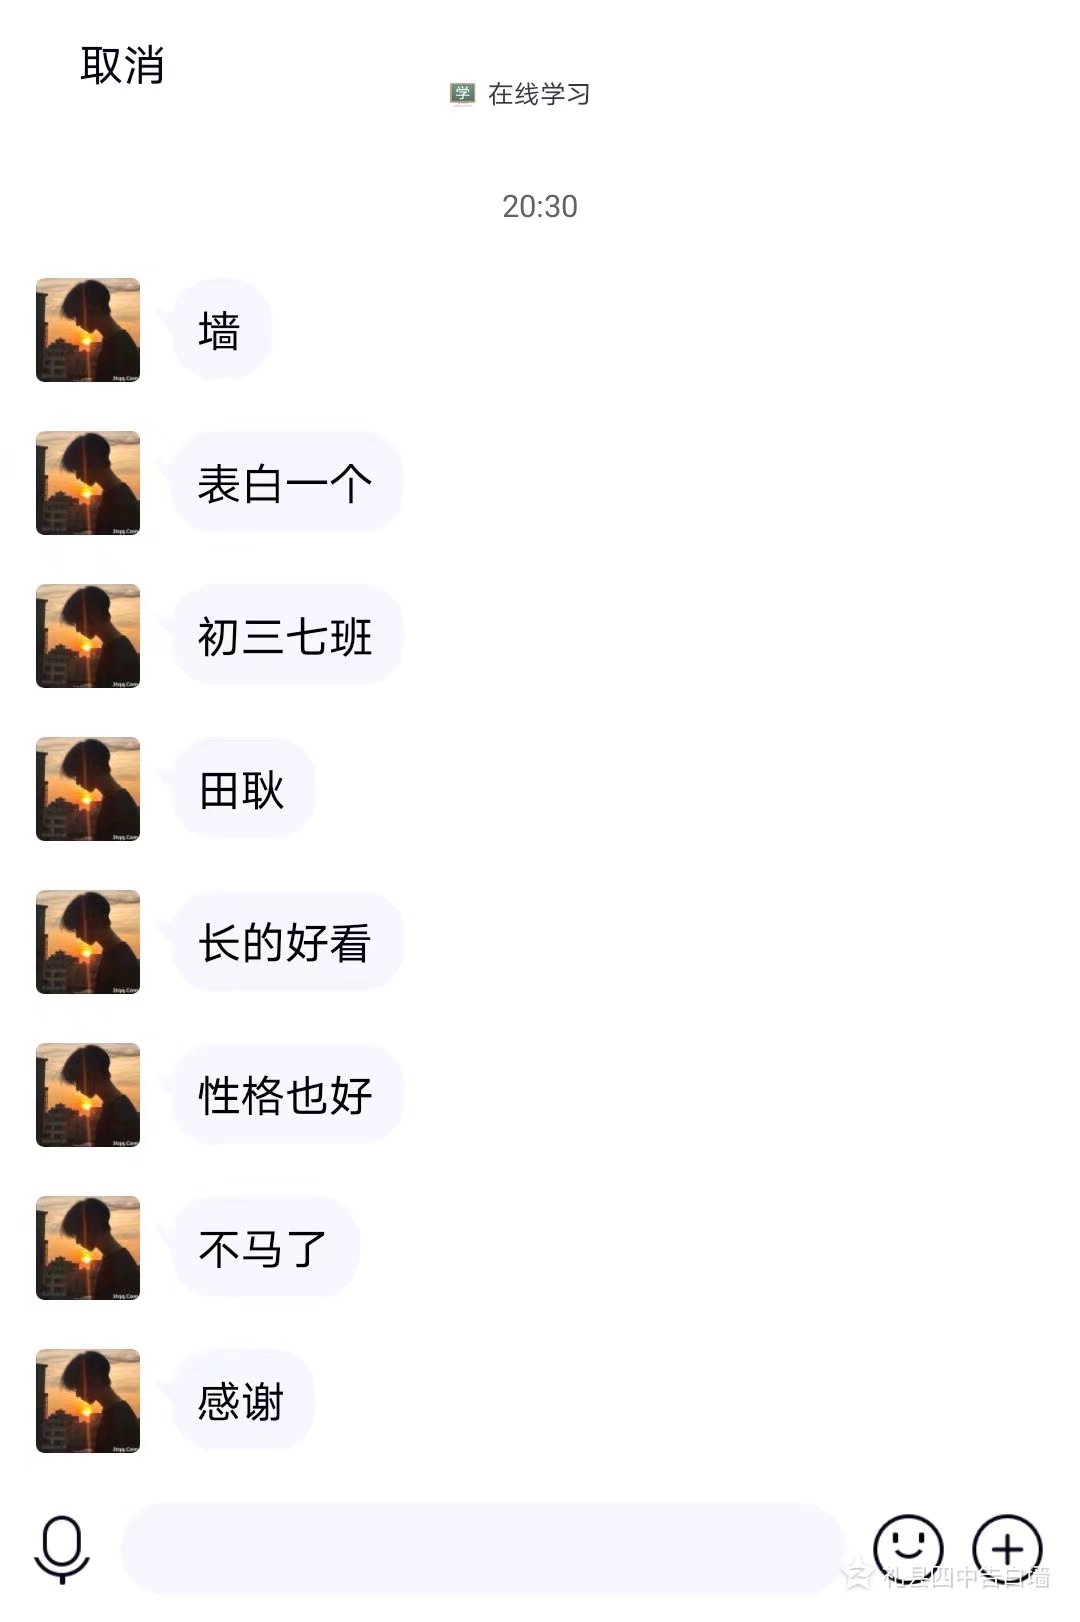 取消
学 在线学习
20:30
墙
表白一个
初三七班
田耿
长的好看
性格也好
不马了
感谢
礼县四中告白墙